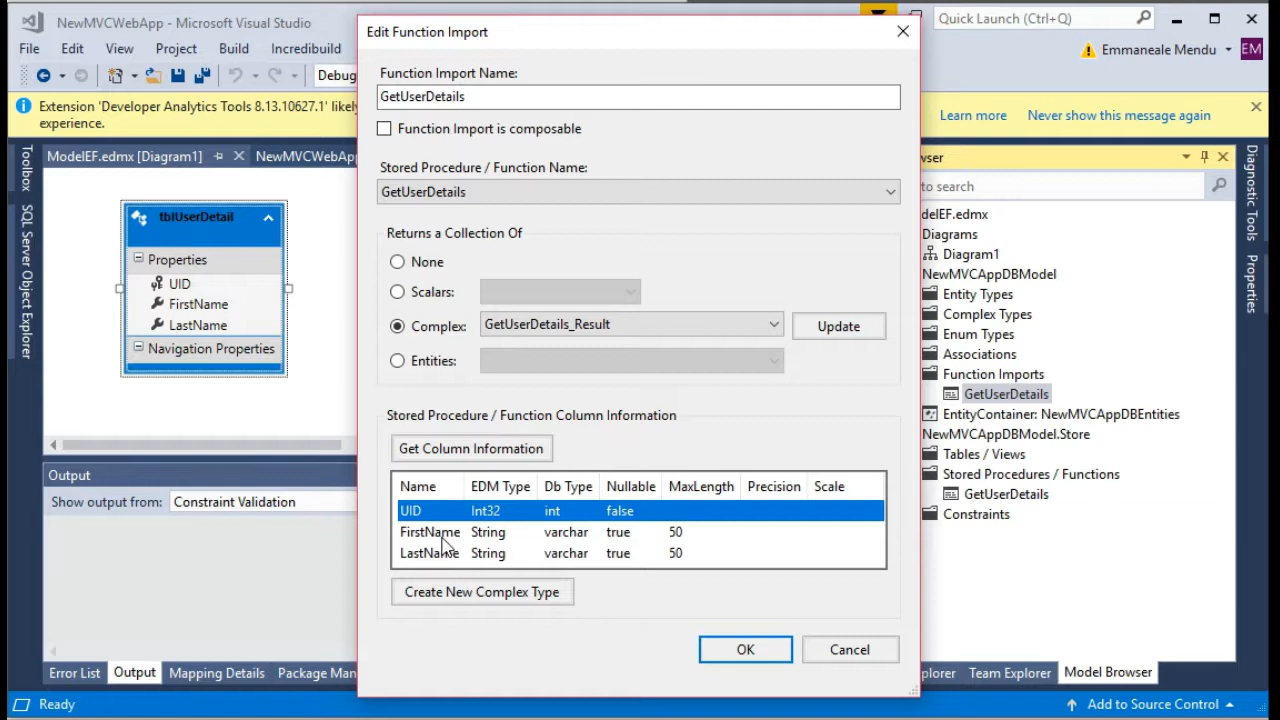 NewMVCWebApp - Microsoft Visual Studio
Quick Launch (Ctrl+Q)
File Edit View Project Build Incredibuild
Emmaneale Mendu EM
Debug
Extension 'Developer Analytics Tools 8.13.10627.1' likely
experience.
Learn more Never show this message again
Toolbox
SQL Server Object Explorer
ModelEF.edmx [Diagram1]
NewMVCWebApp
tblUserDetail
Properties
UID
FirstName
LastName
Navigation Properties
Output
Show output from: Constraint Validation
Error List Output Mapping Details Package Man
Ready
Edit Function Import
Function Import Name:
GetUserDetails
Function Import is composable
Stored Procedure / Function Name:
GetUserDetails
Returns a Collection Of
None
Scalars:
Complex: GetUserDetails_Result Update
Entities:
Stored Procedure / Function Column Information
Get Column Information
Name EDM Type Db Type Nullable MaxLength Precision Scale
UID Int32 int false
FirstName String varchar true 50
LastName String varchar true 50
Create New Complex Type
OK Cancel
wser
to search
delEF.edmx
Diagrams
Diagram1
NewMVCAppDBModel
Entity Types
Complex Types
Enum Types
Associations
Function Imports
GetUserDetails
EntityContainer: NewMVCAppDBEntities
NewMVCAppDBModel.Store
Tables / Views
Stored Procedures / Functions
GetUserDetails
Constraints
plorer Team Explorer Model Browser
Diagnostic Tools
Properties
Add to Source Control